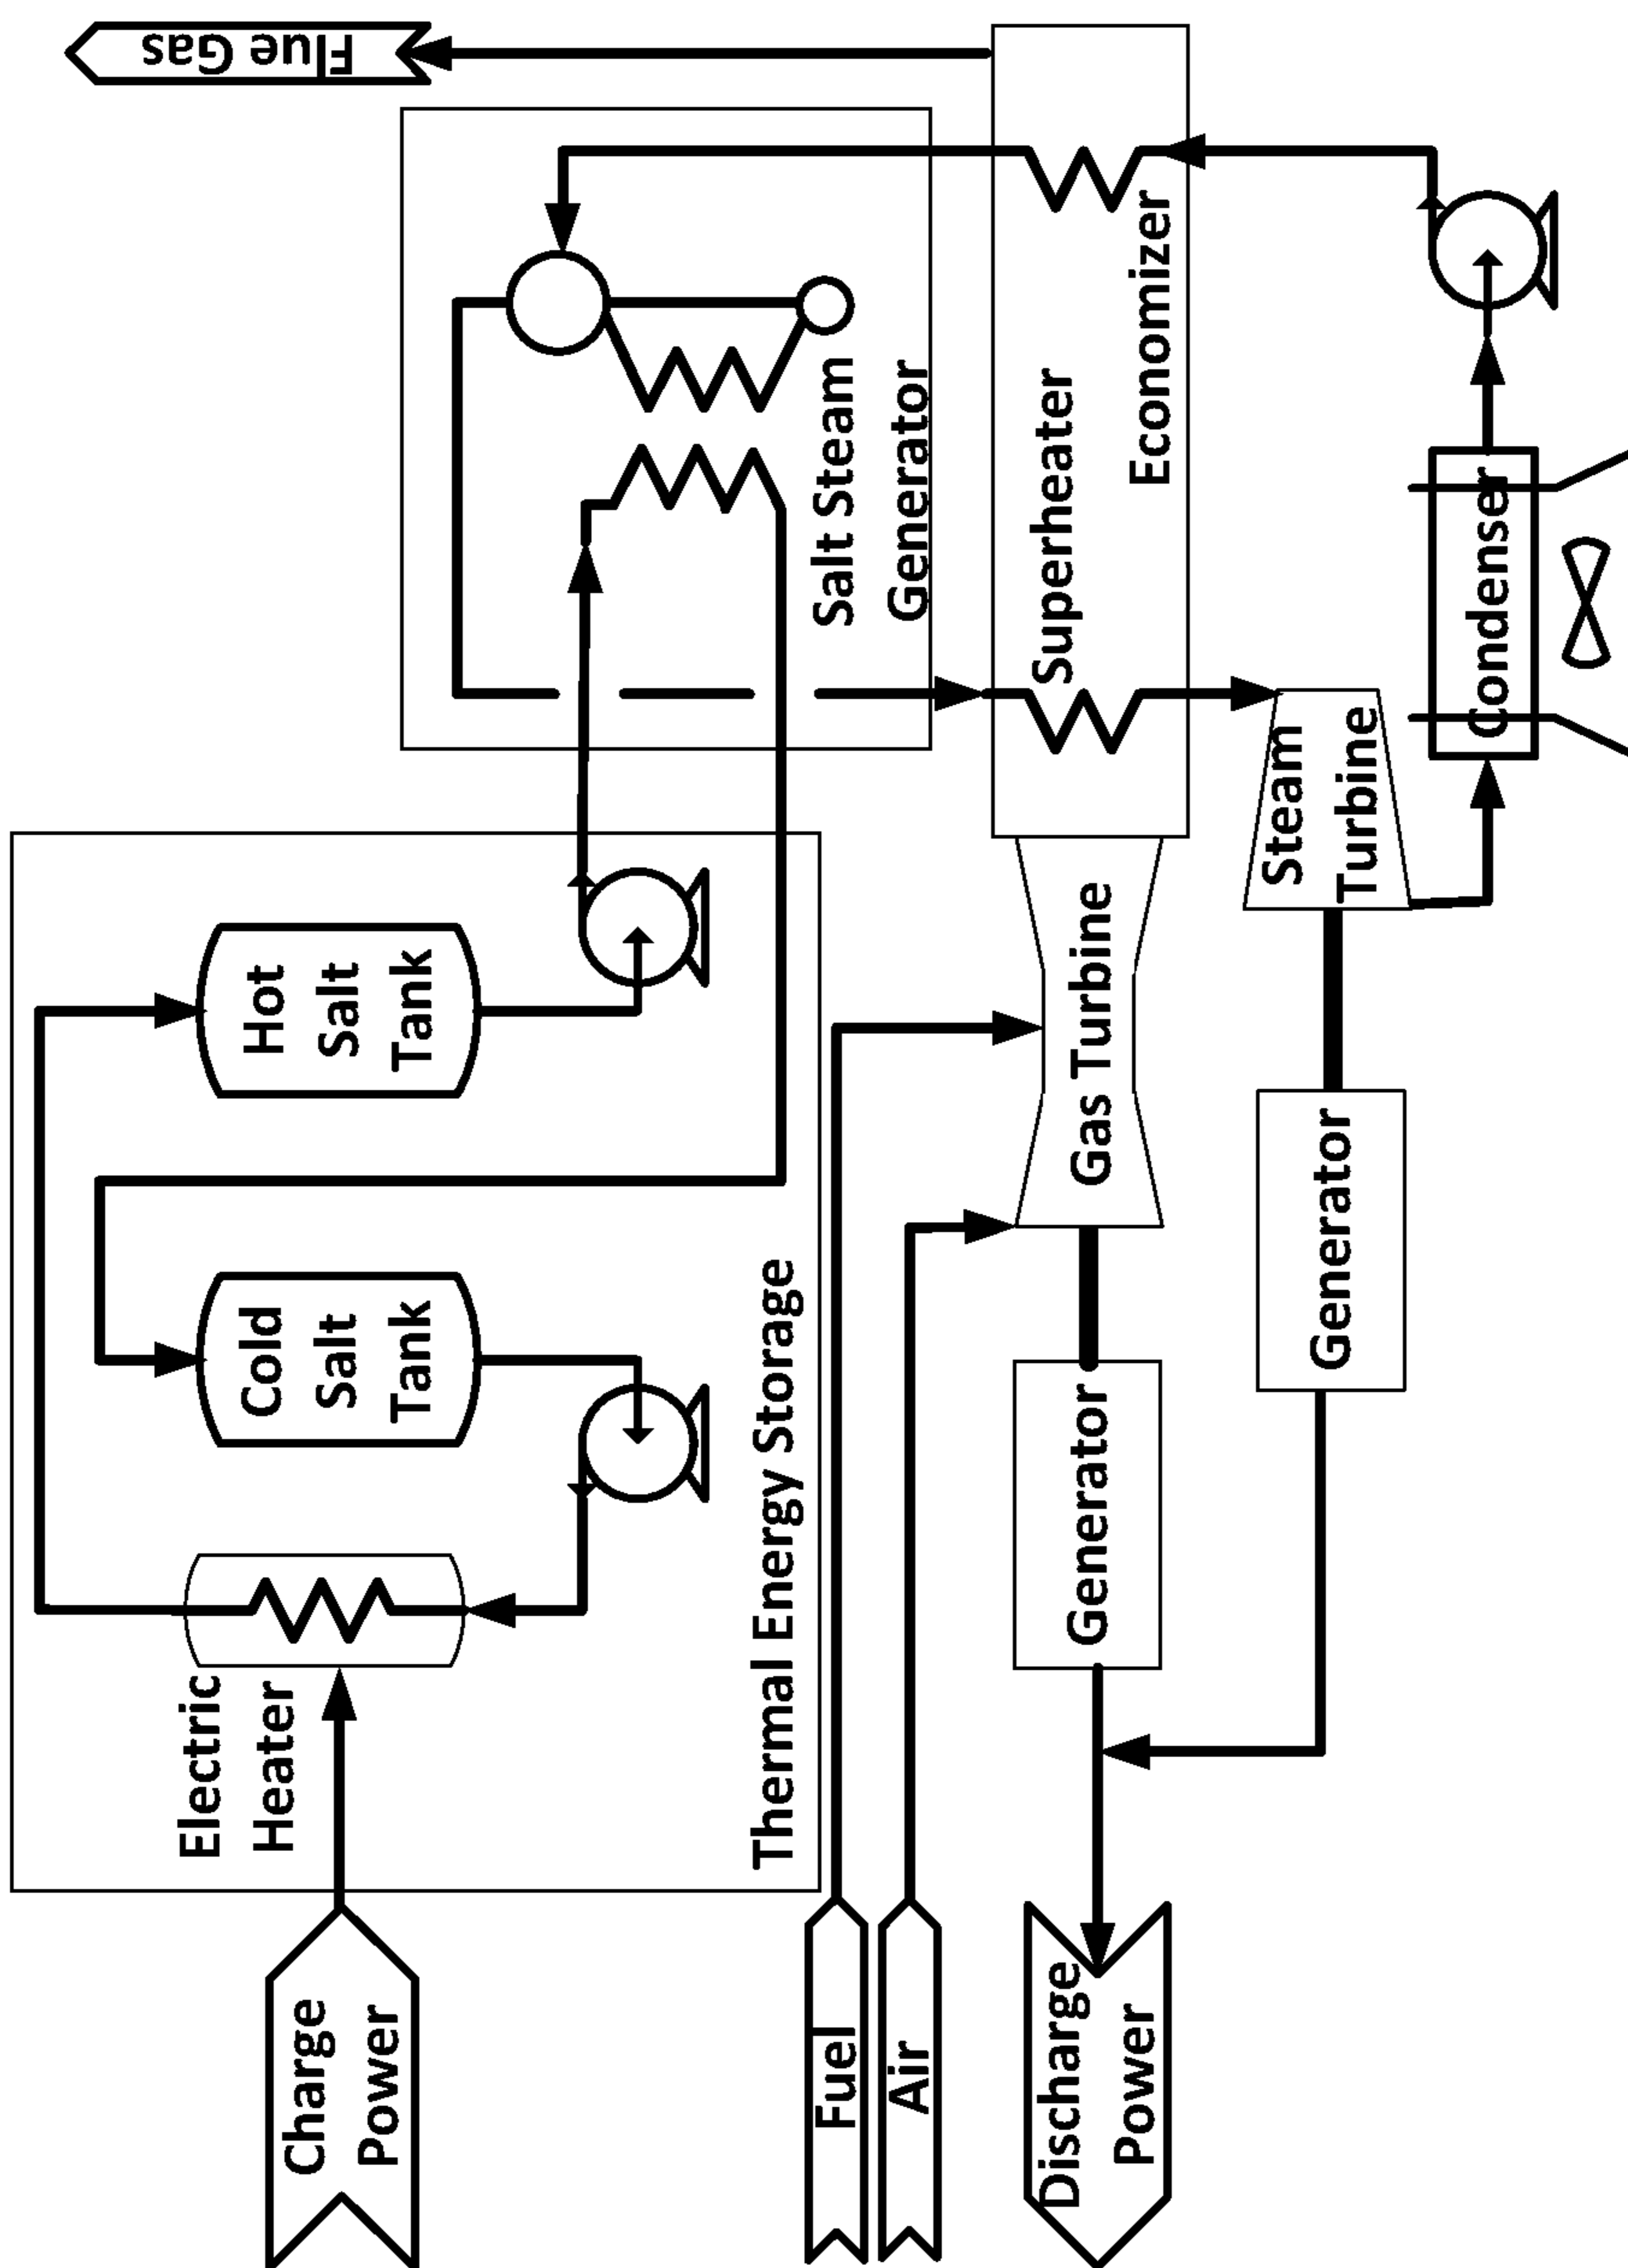 Charge
Power
Electric
Heater
Cold
Salt
Tank
Hot
Salt
Tank
Thermal Energy Storage
Salt Steam
Generator
Flue Gas
Fuel
Air
Discharge
Power
Generator
Gas Turbine
Superheater
Economizer
Generator
Steam
Turbine
Condenser